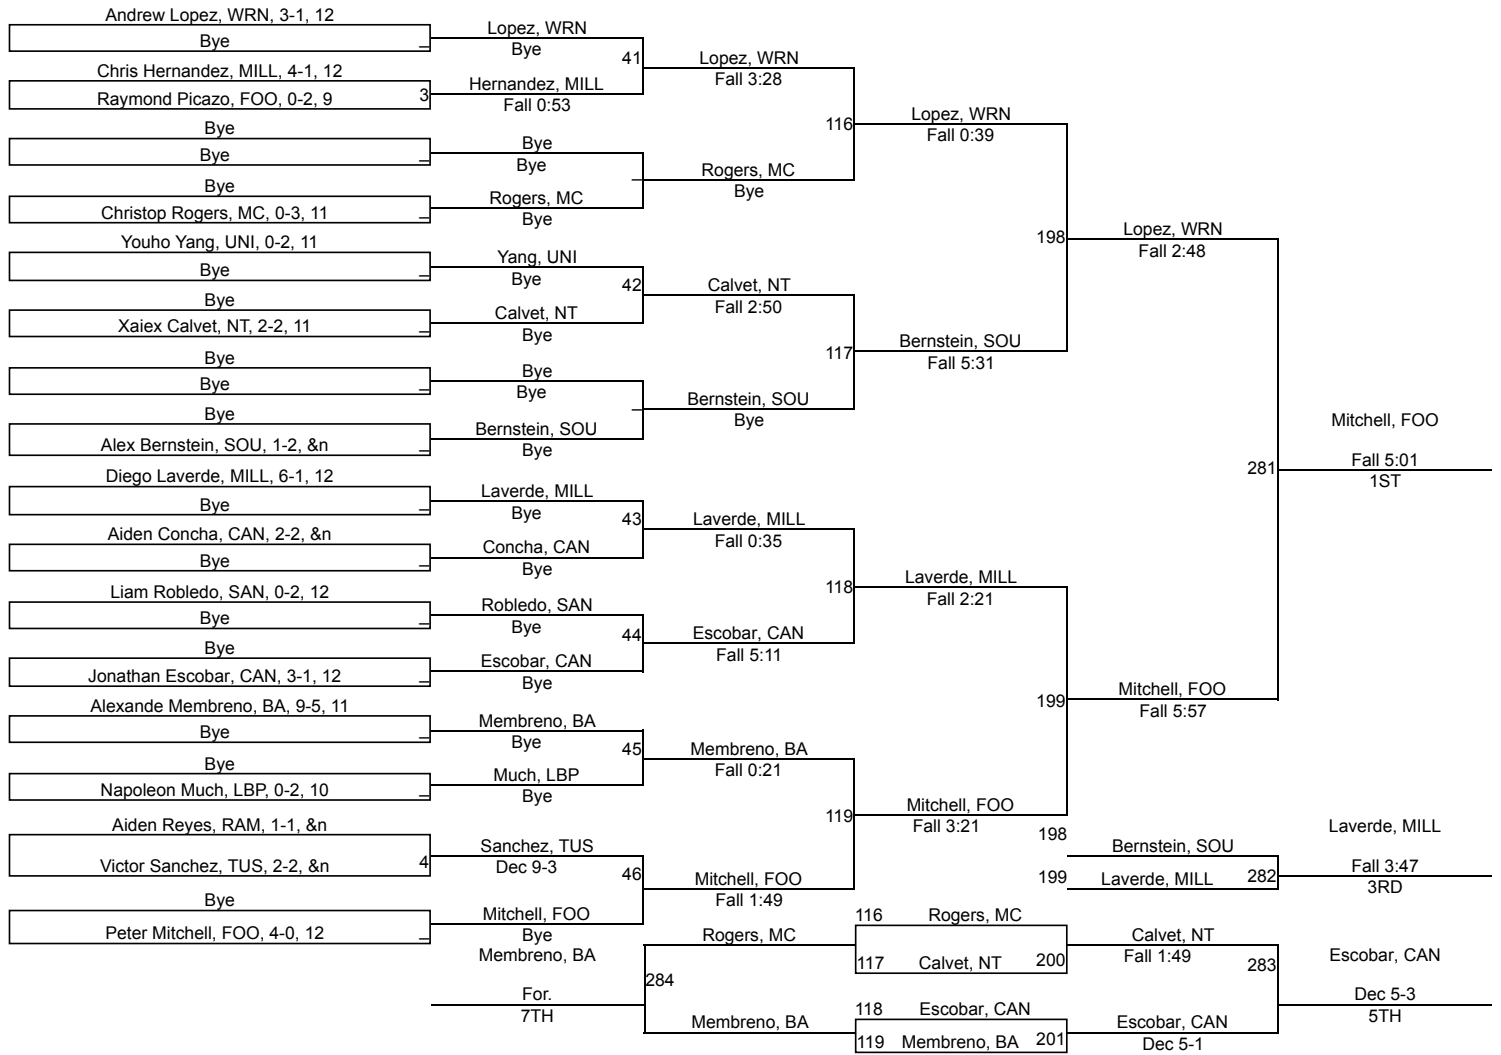 Andrew Lopez, WRN, 3-1, 12
Bye
Chris Hernandez, MILL, 4-1, 12
Raymond Picazo, FOO, 0-2, 9
3
Bye
Bye
Bye
Christop Rogers, MC, 0-3, 11
Youho Yang, UNI, 0-2, 11
Bye
Bye
Xaiex Calvet, NT, 2-2, 11
Bye
Bye
Bye
Alex Bernstein, SOU, 1-2, &n
Diego Laverde, MILL, 6-1, 12
Bye
Aiden Concha, CAN, 2-2, &n
Bye
Liam Robledo, SAN, 0-2, 12
Bye
Bye
Jonathan Escobar, CAN, 3-1, 12
Alexande Membreno, BA, 9-5, 11
Bye
Bye
Napoleon Much, LBP, 0-2, 10
Aiden Reyes, RAM, 1-1, &n
Victor Sanchez, TUS, 2-2, &n
4
Bye
Peter Mitchell, FOO, 4-0, 12
Lopez, WRN
Bye
41
Hernandez, MILL
Fall 0:53
Bye
Bye
Rogers, MC
Bye
Yang, UNI
Bye
42
Calvet, NT
Bye
Bye
Bye
Bernstein, SOU
Bye
Laverde, MILL
Bye
43
Concha, CAN
Bye
Robledo, SAN
Bye
44
Escobar, CAN
Bye
Membreno, BA
Bye
45
Much, LBP
Bye
Sanchez, TUS
Dec 9-3
46
Mitchell, FOO
Bye
Lopez, WRN
Fall 3:28
116
Rogers, MC
Bye
Calvet, NT
Fall 2:50
117
Bernstein, SOU
Bye
Laverde, MILL
Fall 0:35
118
Escobar, CAN
Fall 5:11
Membreno, BA
Fall 0:21
119
Mitchell, FOO
Fall 1:49
Lopez, WRN
Fall 0:39
198
Bernstein, SOU
Fall 5:31
Laverde, MILL
Fall 2:21
199
Mitchell, FOO
Fall 3:21
Lopez, WRN
Fall 2:48
281
Mitchell, FOO
Fall 5:57
Mitchell, FOO
Fall 5:01
1ST
198
Bernstein, SOU
199
Laverde, MILL
282
Laverde, MILL
Fall 3:47
3RD
116
Rogers, MC
117
Calvet, NT
200
118
Escobar, CAN
119
Membreno, BA
201
Calvet, NT
Fall 1:49
283
Escobar, CAN
Dec 5-1
Escobar, CAN
Dec 5-3
5TH
Rogers, MC
284
Membreno, BA
Membreno, BA
For.
7TH